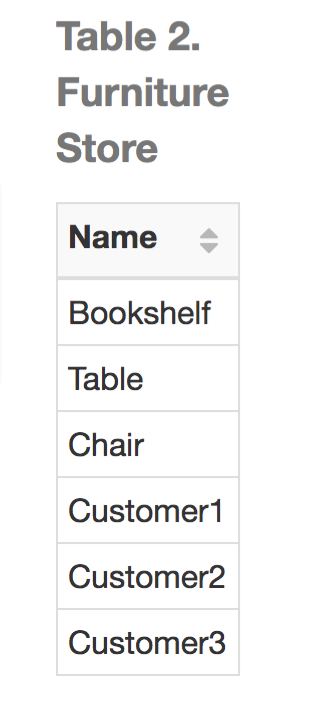 Table 2.
Furniture
Store
Name
Bookshelf
Table
Chair
Customer1
Customer2
Customer3